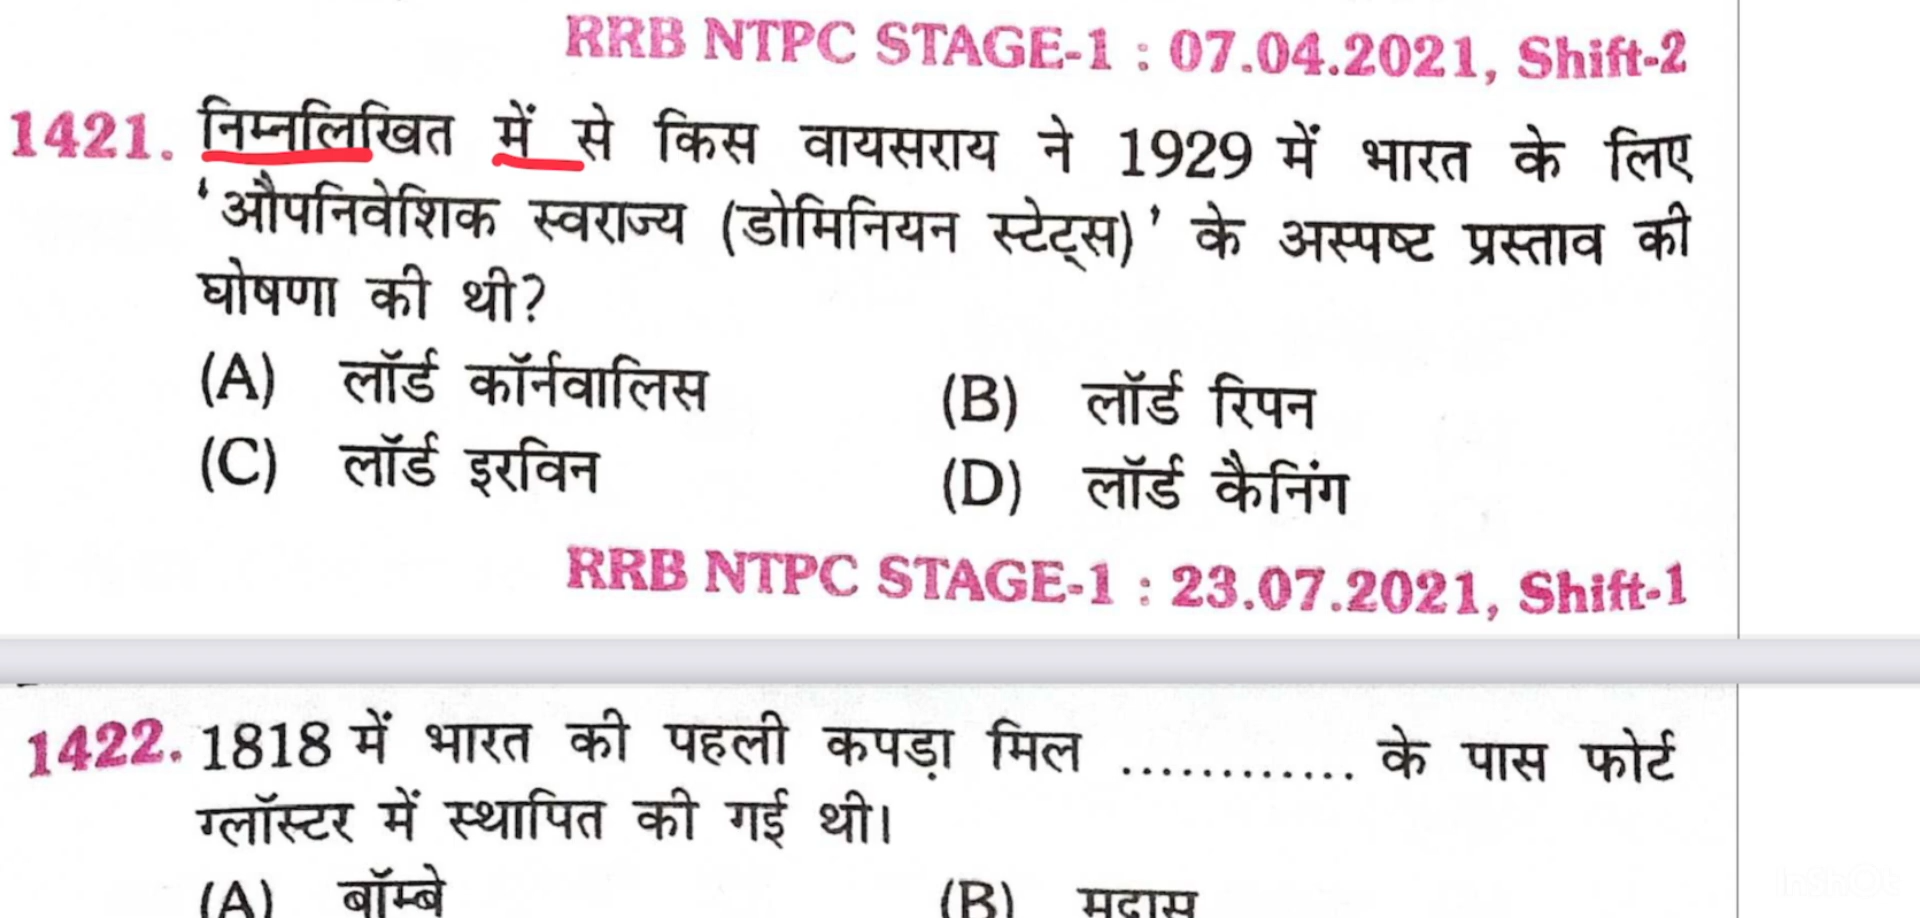 RRB NTPC STAGE-1 : 07.04.2021, Shift-2
1421. निम्नलिखित में से किस वायसराय ने 1929 में भारत के लिए
‘औपनिवेशिक स्वराज्य (डोमिनियन स्टेट्स)’ के अस्पष्ट प्रस्ताव की
घोषणा की थी?
(A) लॉर्ड कॉर्नवालिस (B) लॉर्ड रिपन
(C) लॉर्ड इरविन (D) लॉर्ड कैनिंग
RRB NTPC STAGE-1 : 23.07.2021, Shift-1
1422. 1818 में भारत की पहली कपड़ा मिल ............ के पास फोर्ट
ग्लॉस्टर में स्थापित की गई थी।
(A) बॉम्बे (B) मद्रास
InShOt